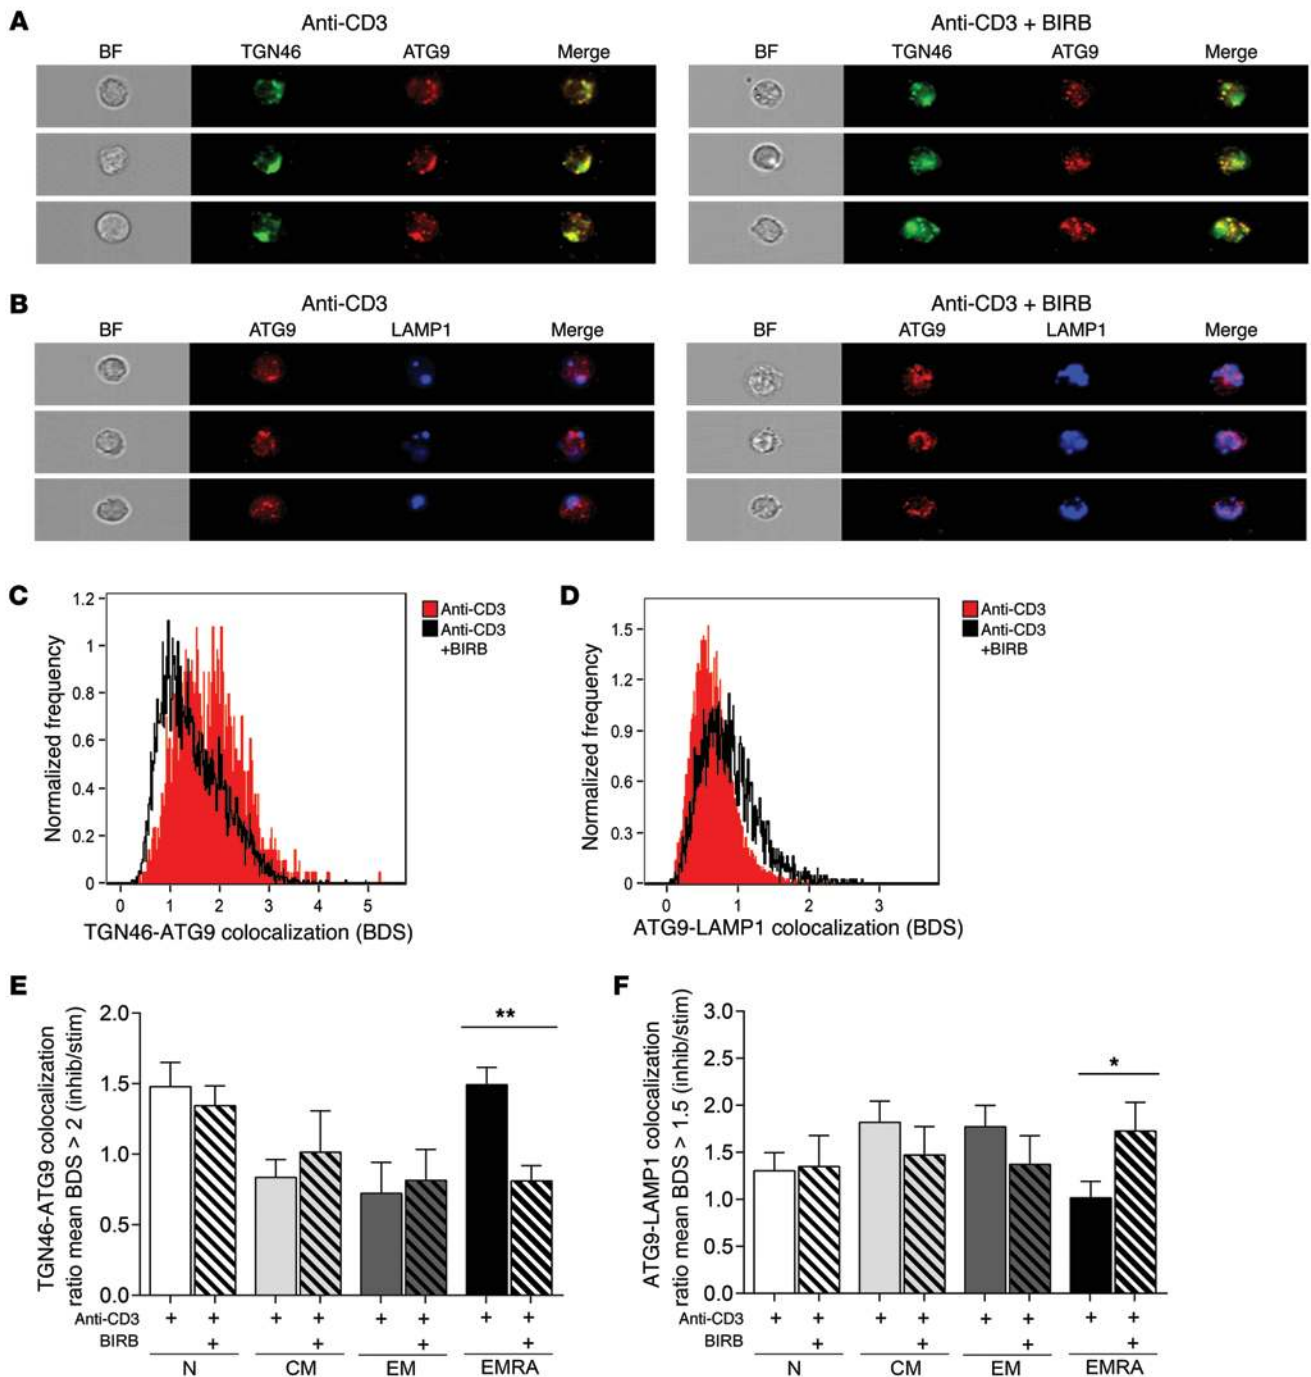 A
Anti-CD3
Anti-CD3 + BIRB
BF TGN46 ATG9 Merge
BF TGN46 ATG9 Merge
B
Anti-CD3
Anti-CD3 + BIRB
BF ATG9 LAMP1 Merge
BF ATG9 LAMP1 Merge
C
Normalized frequency
1.2
1
0.8
0.6
0.4
0.2
0
0 1 2 3 4 5
TGN46-ATG9 colocalization (BDS)
Anti-CD3
Anti-CD3
+BIRB
D
Normalized frequency
1.5
1.2
0.9
0.6
0.3
0
0 1 2 3
ATG9-LAMP1 colocalization (BDS)
Anti-CD3
Anti-CD3
+BIRB
E
TGN46-ATG9 colocalization
ratio mean BDS > 2 (inhib/stim)
2.0
1.5
1.0
0.5
0.0
**
Anti-CD3 + + + + + + + +
BIRB + + + +
N CM EM EMRA
F
ATG9-LAMP1 colocalization
ratio mean BDS > 1.5 (inhib/stim)
3.0
2.5
2.0
1.5
1.0
0.5
0.0
*
Anti-CD3 + + + + + + + +
BIRB + + + +
N CM EM EMRA